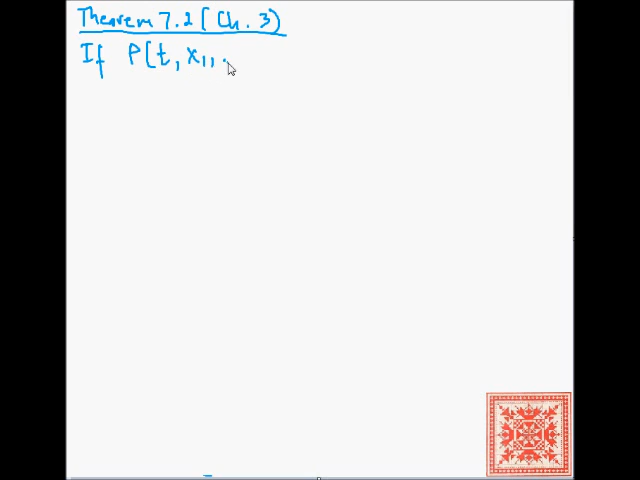 Theorem 7.2 (Ch. 3)
If P(t, x₁, .